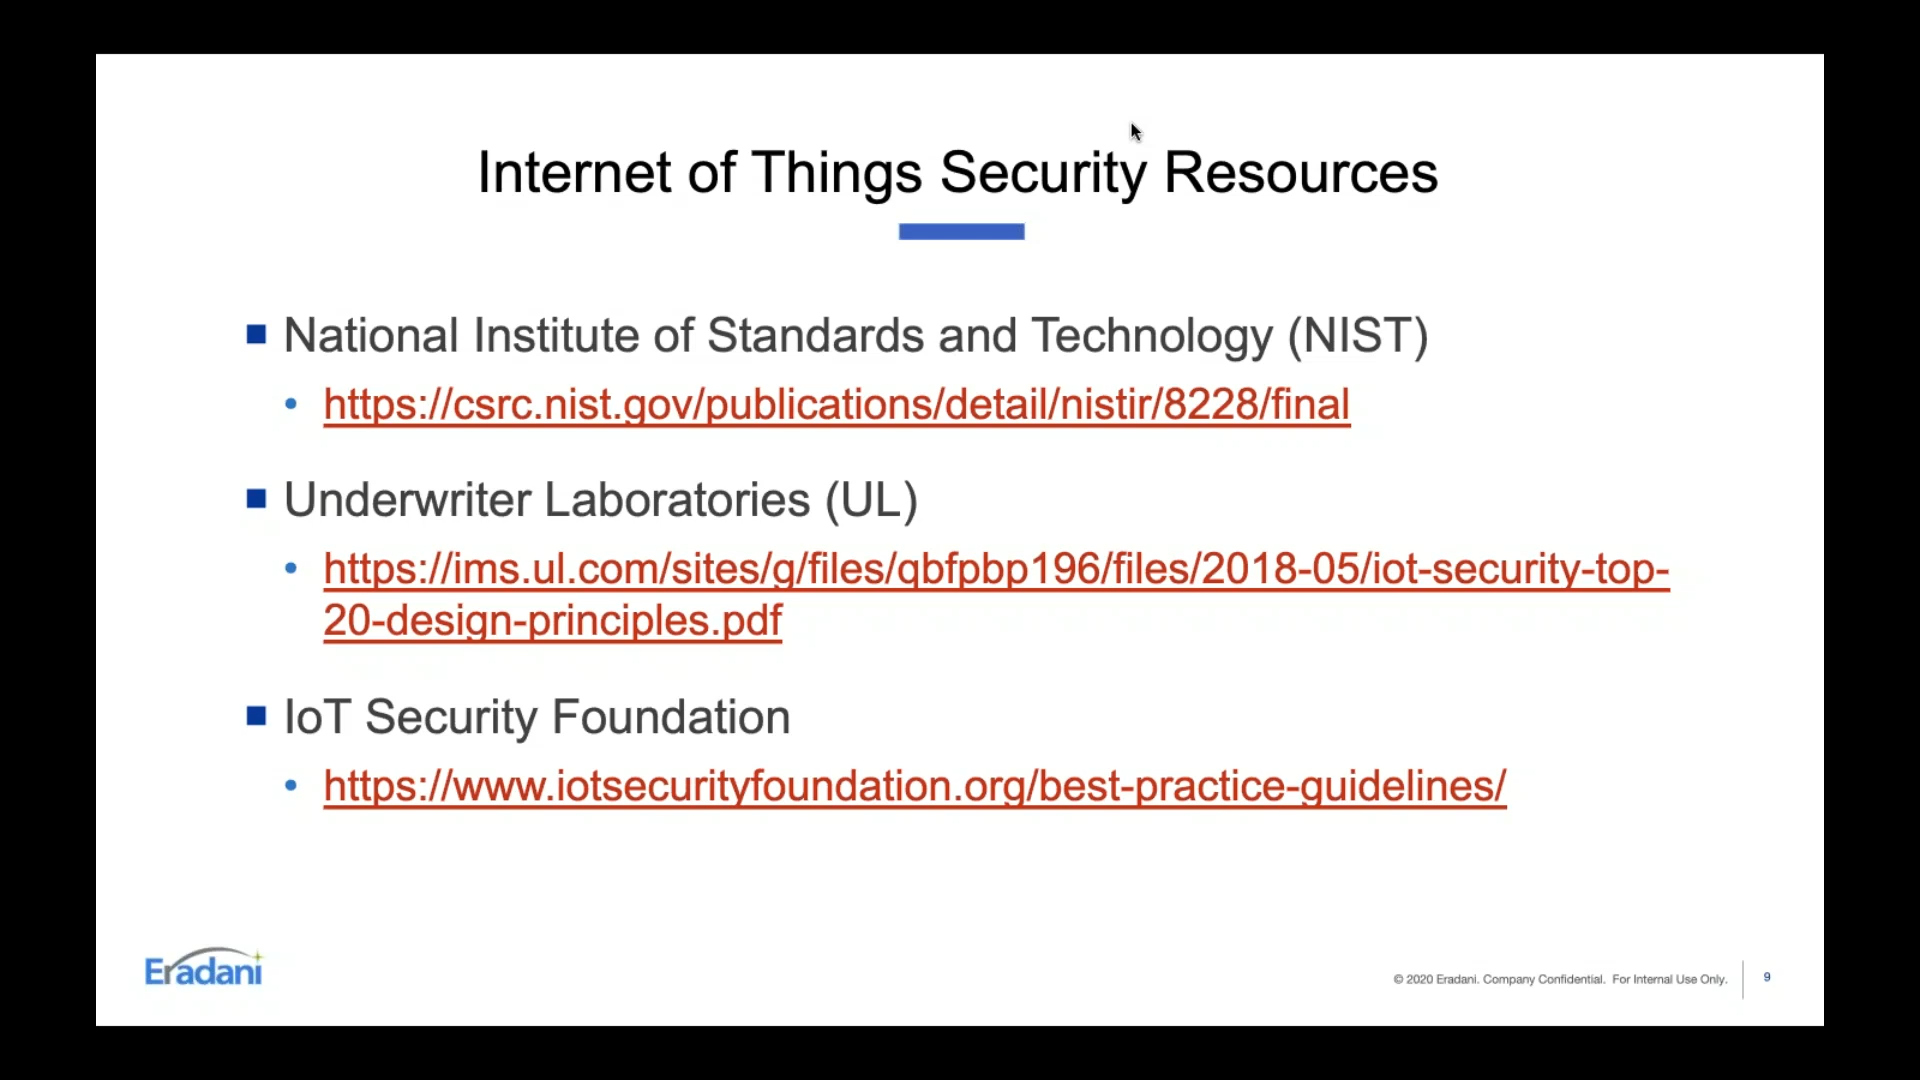 Internet of Things Security Resources
National Institute of Standards and Technology (NIST)
https://csrc.nist.gov/publications/detail/nistir/8228/final
Underwriter Laboratories (UL)
https://ims.ul.com/sites/g/files/qbfpbp196/files/2018-05/iot-security-top-
20-design-principles.pdf
IoT Security Foundation
https://www.iotsecurityfoundation.org/best-practice-guidelines/
Eradani
© 2020 Eradani. Company Confidential. For Internal Use Only.
9